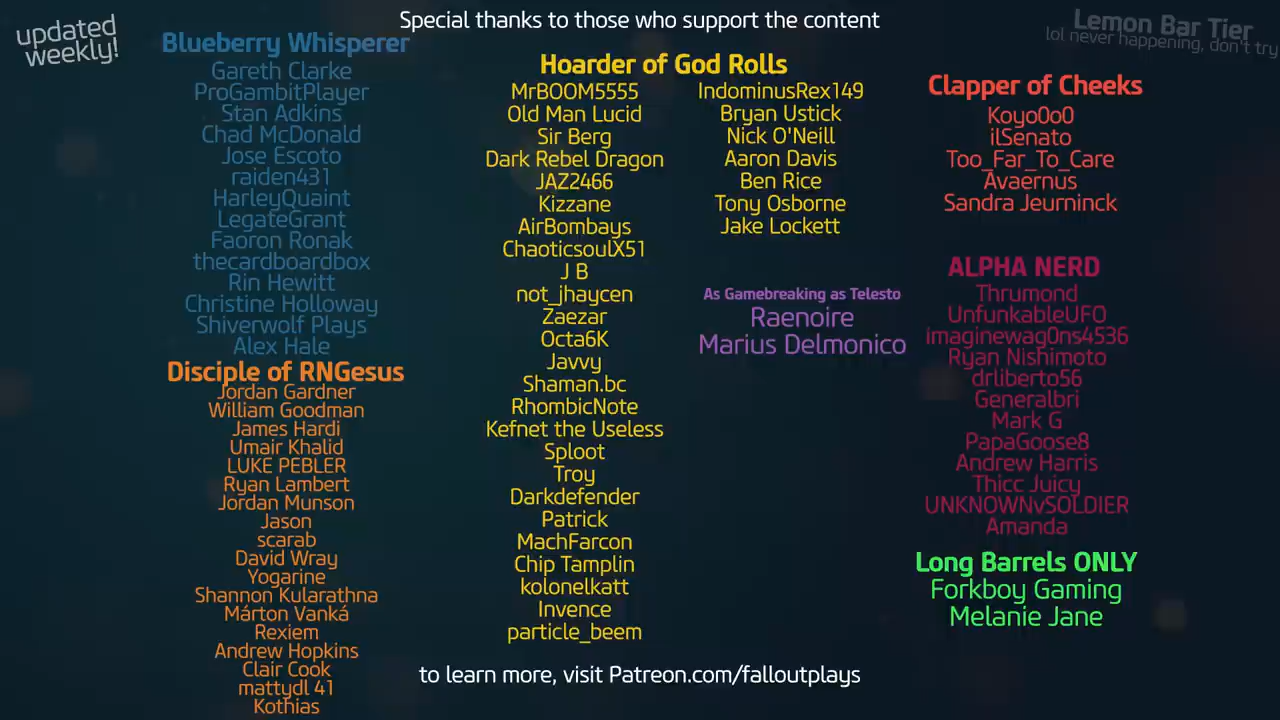 updated
weekly!
Special thanks to those who support the content
Lemon Bar Tier
lol never happening, don't try
Blueberry Whisperer
Gareth Clarke
ProGambitPlayer
Stan Adkins
Chad McDonald
Jose Escoto
raiden431
HarleyQuaint
LegateGrant
Faoron Ronak
thecardboardbox
Rin Hewitt
Christine Holloway
Shiverwolf Plays
Alex Hale
Disciple of RNGesus
Jordan Gardner
William Goodman
James Hardi
Umair Khalid
LUKE PEBLER
Ryan Lambert
Jordan Munson
Jason
scarab
David Wray
Yogarine
Shannon Kularathna
Márton Vanká
Rexiem
Andrew Hopkins
Clair Cook
mattydl 41
Kothias
Hoarder of God Rolls
MrBOOM5555
Old Man Lucid
Sir Berg
Dark Rebel Dragon
JAZ2466
Kizzane
AirBombays
ChaoticsoulX51
J B
not_jhaycen
Zaezar
Octa6K
Javvy
Shaman.bc
RhombicNote
Kefnet the Useless
Sploot
Troy
Darkdefender
Patrick
MachFarcon
Chip Tamplin
kolonelkatt
Invence
particle_beem
IndominusRex149
Bryan Ustick
Nick O'Neill
Aaron Davis
Ben Rice
Tony Osborne
Jake Lockett
As Gamebreaking as Telesto
Raenoire
Marius Delmonico
Clapper of Cheeks
Koyo0o0
ilSenato
Too_Far_To_Care
Avaernus
Sandra Jeurninck
ALPHA NERD
Thrumond
UnfunkableUFO
imaginewag0ns4536
Ryan Nishimoto
drliberto56
Generalbri
Mark G
PapaGoose8
Andrew Harris
Thicc Juicy
UNKNOWNvSOLDIER
Amanda
Long Barrels ONLY
Forkboy Gaming
Melanie Jane
to learn more, visit Patreon.com/falloutplays